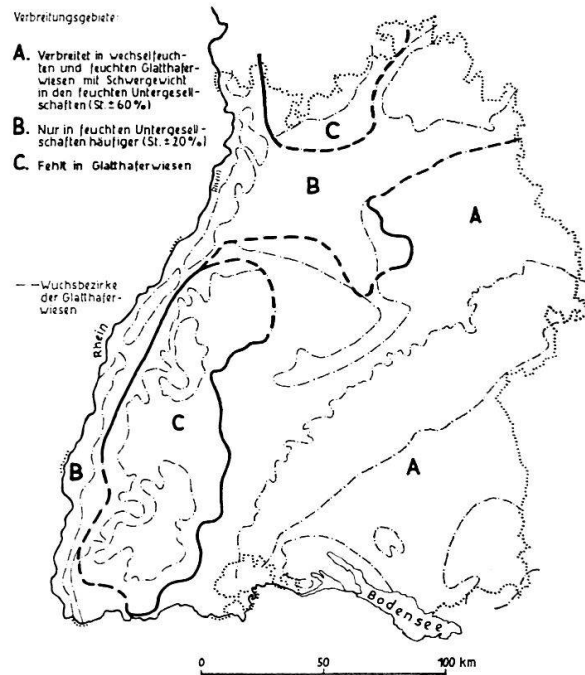 Verbreitungsgebiete:
A. Verbreitet in wechselfeuch-
ten und feuchten Glatthafer-
wiesen mit Schwergewicht
in den feuchten Untergesell-
schaften (St. ± 60 %)
B. Nur in feuchten Untergesell-
schaften häufiger (St. ± 20 %)
C. Fehlt in Glatthaferwiesen
— — Wuchsbezirke
der Glatthafer-
wiesen
Rhein
Rhein
C
B
A
C
B
A
Bodensee
0 50 100 km